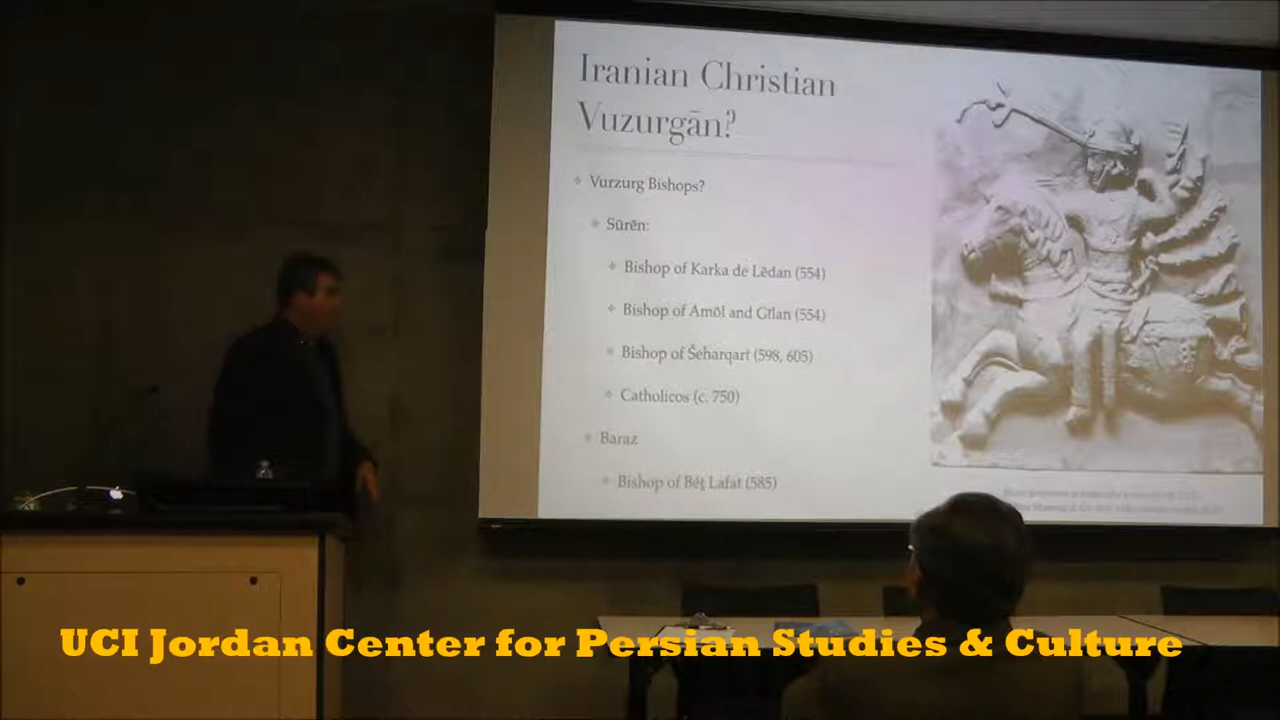 Iranian Christian
Vuzurgān?
Vurzurg Bishops?
Sūrēn:
Bishop of Karka de Lēdan (554)
Bishop of Amōl and Gīlan (554)
Bishop of Šeharqart (598, 605)
Catholicos (c. 750)
Baraz
Bishop of Bēṯ Lafat (585)
UCI Jordan Center for Persian Studies & Culture